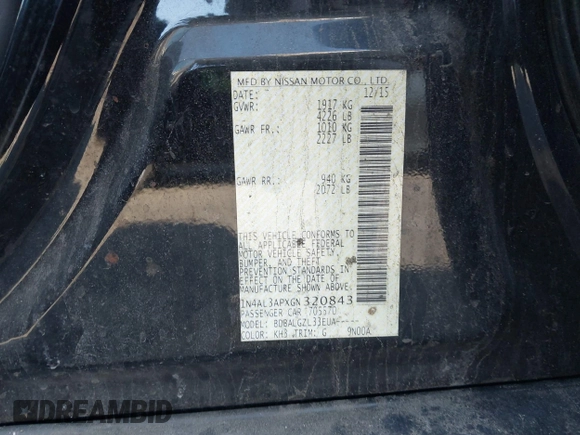 MFD BY NISSAN MOTOR CO., LTD.
DATE: 12/15
GVWR: 1917 KG
4226 LB
GAWR FR.: 1010 KG
2227 LB
GAWR RR.: 940 KG
2072 LB
THIS VEHICLE CONFORMS TO
ALL APPLICABLE FEDERAL
MOTOR VEHICLE SAFETY,
BUMPER, AND THEFT
PREVENTION STANDARDS IN
EFFECT ON THE DATE OF
MANUFACTURE SHOWN ABOVE.
1N4AL3APXGN320843
PASSENGER CAR
MODEL: BDBALGZL33EUA-----
COLOR: KH3 TRIM: G 9N00A
DREAMBID